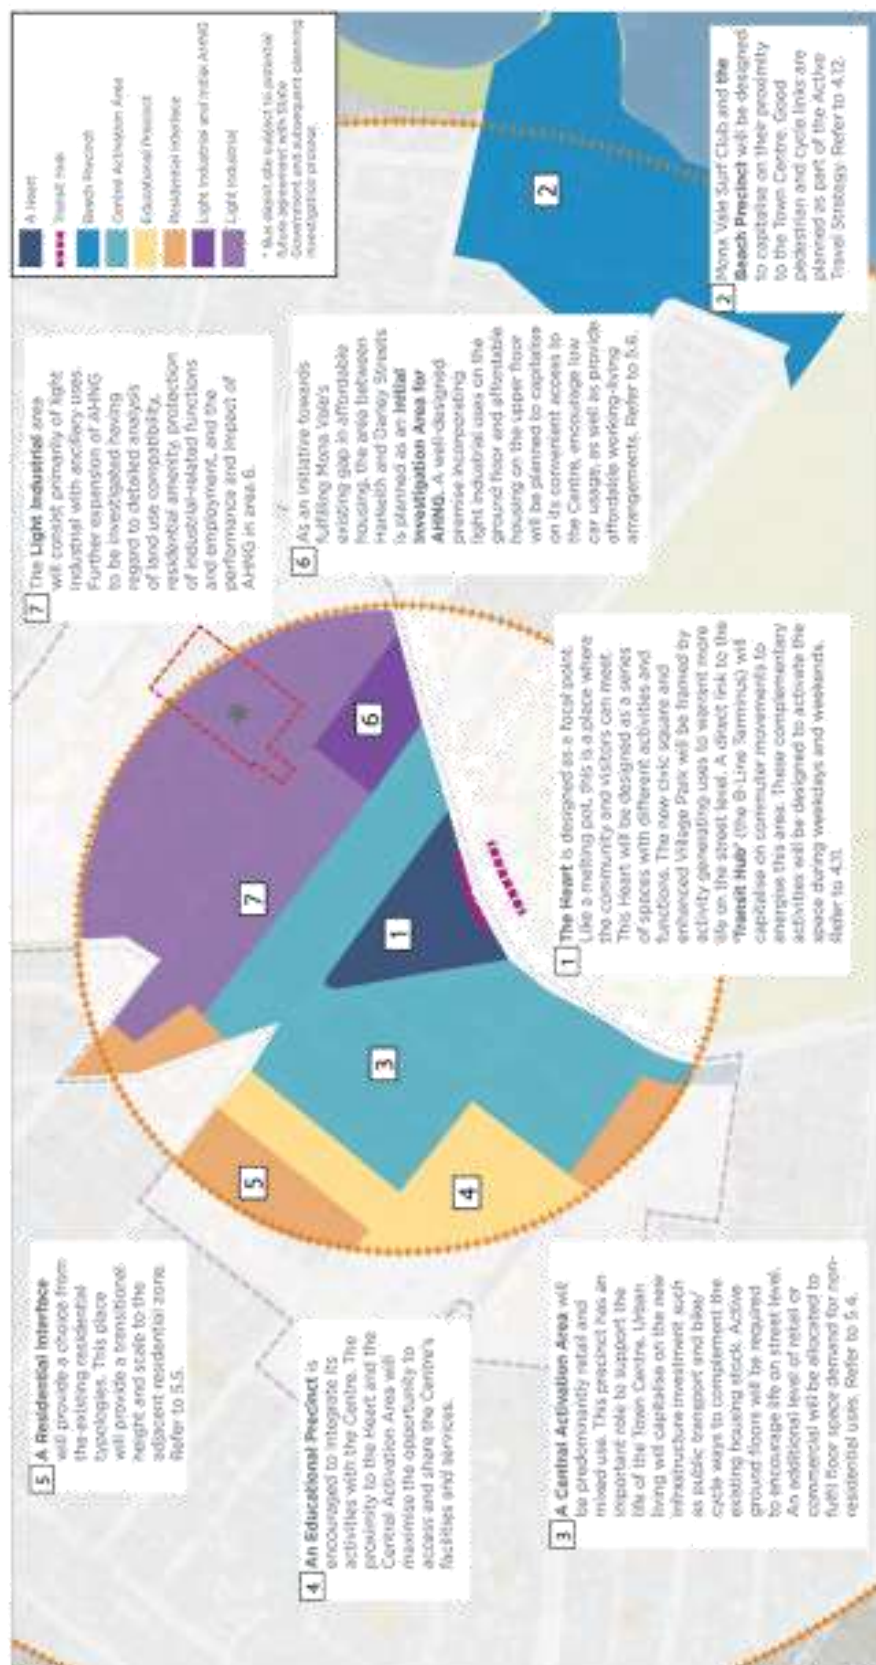 A Heart
Transit Hub
Beach Precinct
Central Activation Area
Educational Precinct
Residential Interface
Light Industrial and Initial AHNG
Light Industrial
* Bus depot site subject to potential
future agreement with State
Government and subsequent planning
investigation process.
5
A Residential Interface
will provide a choice from
the existing residential
typologies. This place
will provide a transitional
height and scale to the
adjacent residential zone.
Refer to 5.5.
7
The Light Industrial area
will consist primarily of light
industrial with ancillary uses.
Further expansion of AHNG
to be investigated having
regard to detailed analysis
of land use compatibility,
residential amenity, protection
of industrial-related functions
and employment, and the
performance and impact of
AHNG in area 6.
4
An Educational Precinct is
encouraged to integrate its
activities with the Centre. The
proximity to the Heart and the
Central Activation Area will
maximise the opportunity to
access and share the Centre's
facilities and services.
6
As an initiative towards
fulfilling Mona Vale's
existing gap in affordable
housing, the area between
Harkeith and Darley Streets
is planned as an Initial
Investigation Area for
AHNG. A well-designed
premise incorporating
light industrial uses on the
ground floor and affordable
housing on the upper floor
will be planned to capitalise
on its convenient access to
the Centre, encourage low
car usage, as well as provide
affordable working-living
arrangements. Refer to 5.6.
3
A Central Activation Area will
be predominantly retail and
mixed use. This precinct has an
important role to support the
life of the Town Centre. Urban
living will capitalise on the new
infrastructure investment such
as public transport and bike/
cycle ways to complement the
existing housing stock. Active
ground floors will be required
to encourage life on street level.
An additional level of retail or
commercial will be allocated to
fulfil floor space demand for non-
residential uses. Refer to 5.4.
1
The Heart is designed as a focal point.
Like a melting pot, this is a place where
the community and visitors can meet.
This Heart will be designed as a series
of spaces with different activities and
functions. The new civic square and
enhanced Village Park will be framed by
activity generating uses to warrant more
life on the street level. A direct link to the
'Transit Hub' (the B-Line Terminus) will
capitalise on commuter movements to
energise this area. These complementary
activities will be designed to activate the
space during weekdays and weekends.
Refer to 4.11.
2
Mona Vale Surf Club and the
Beach Precinct will be designed
to capitalise on their proximity
to the Town Centre. Good
pedestrian and cycle links are
planned as part of the Active
Travel Strategy. Refer to 4.12.
5
7
4
3
1
6
2